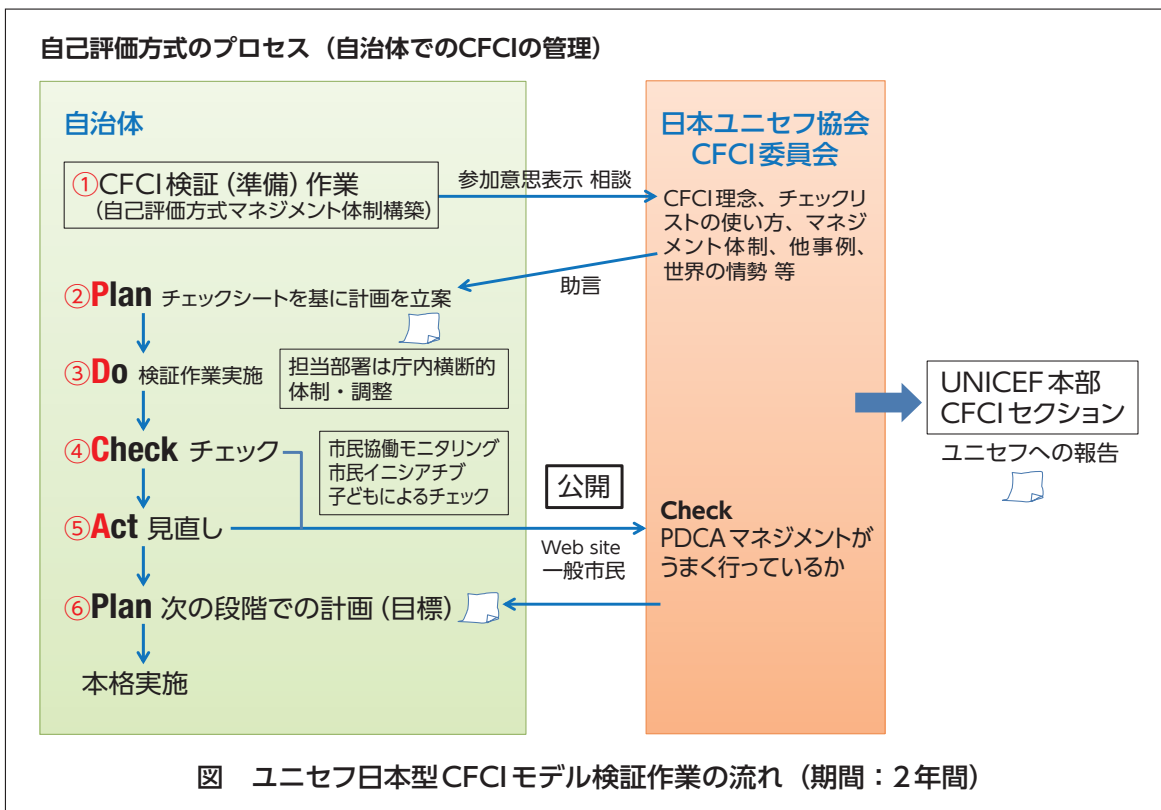 自己評価方式のプロセス（自治体でのCFCIの管理）
自治体
①CFCI検証（準備）作業
（自己評価方式マネジメント体制構築）
参加意思表示 相談
日本ユニセフ協会
CFCI委員会
CFCI理念、チェックリ
ストの使い方、マネジ
メント体制、他事例、
世界の情勢 等
助言
②Plan チェックシートを基に計画を立案
③Do 検証作業実施
担当部署は庁内横断的
体制・調整
④Check チェック
市民協働モニタリング
市民イニシアチブ
子どもによるチェック
⑤Act 見直し
公開
Web site
一般市民
Check
PDCAマネジメントが
うまく行っているか
UNICEF本部
CFCIセクション
ユニセフへの報告
⑥Plan 次の段階での計画（目標）
本格実施
図　ユニセフ日本型CFCIモデル検証作業の流れ（期間：2年間）